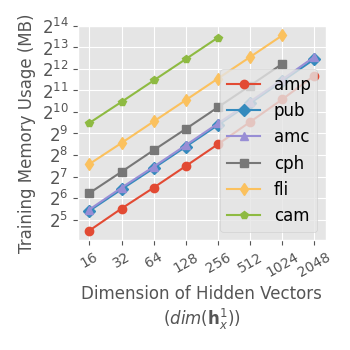 Training Memory Usage (MB)
2^14
2^13
2^12
2^11
2^10
2^9
2^8
2^7
2^6
2^5
amp
pub
amc
cph
fli
cam
16 32 64 128 256 512 1024 2048
Dimension of Hidden Vectors
(dim(h_x^1))